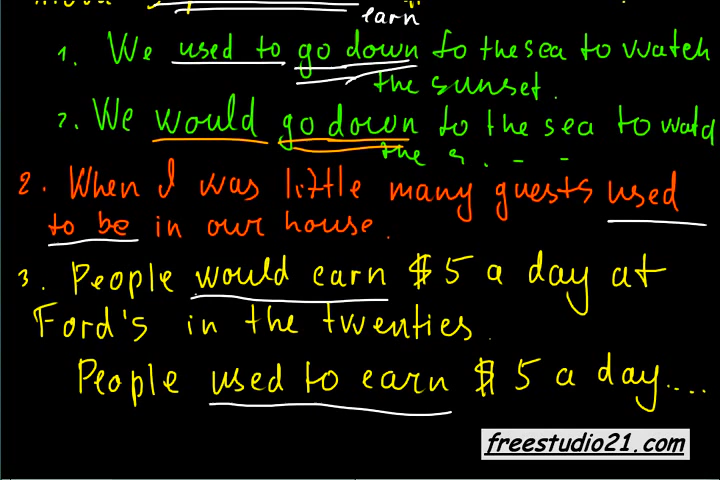 earn
1. We used to go down to the sea to watch
the sunset.
2. We would go down to the sea to watch
the s. - -
2. When I was little many guests used
to be in our house.
3. People would earn $5 a day at
Ford's in the twenties.
People used to earn $5 a day....
freestudio21.com